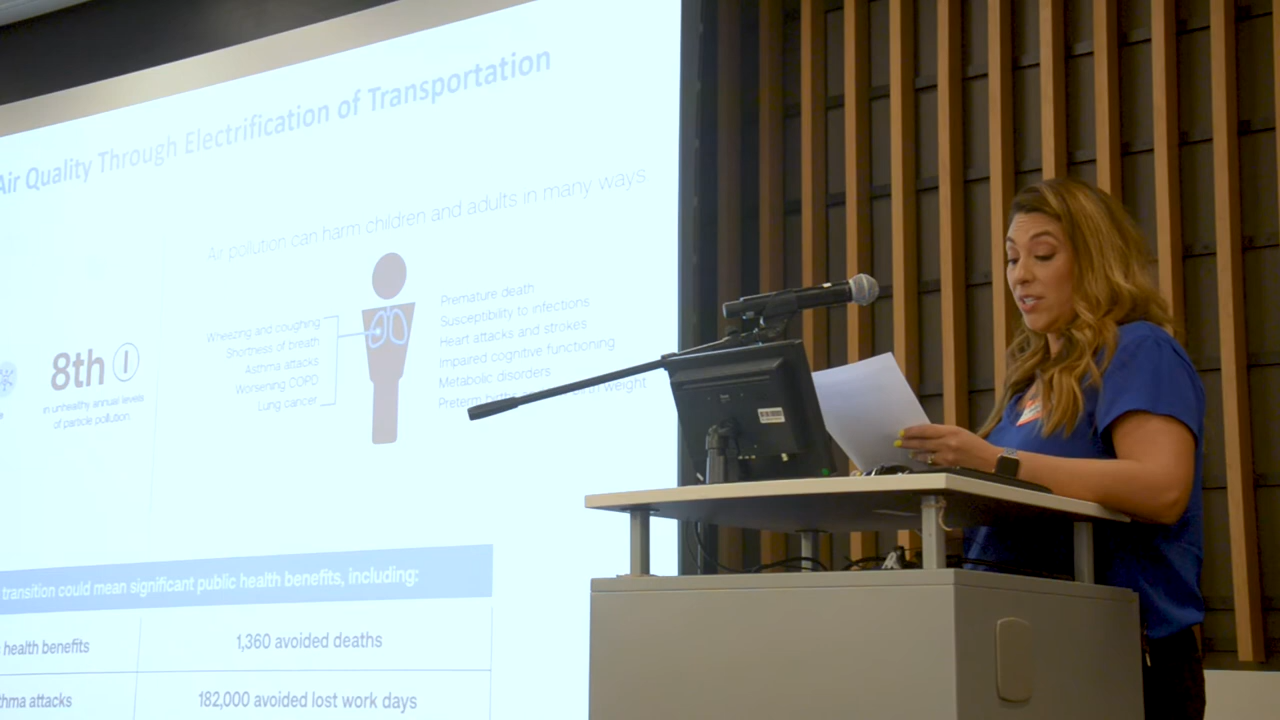 Air Quality Through Electrification of Transportation
Air pollution can harm children and adults in many ways
8th
in unhealthy annual levels
of particle pollution.
Wheezing and coughing
Shortness of breath
Asthma attacks
Worsening COPD
Lung cancer
Premature death
Susceptibility to infections
Heart attacks and strokes
Impaired cognitive functioning
Metabolic disorders
Preterm births weight
transition could mean significant public health benefits, including:
health benefits
1,360 avoided deaths
attacks
182,000 avoided lost work days